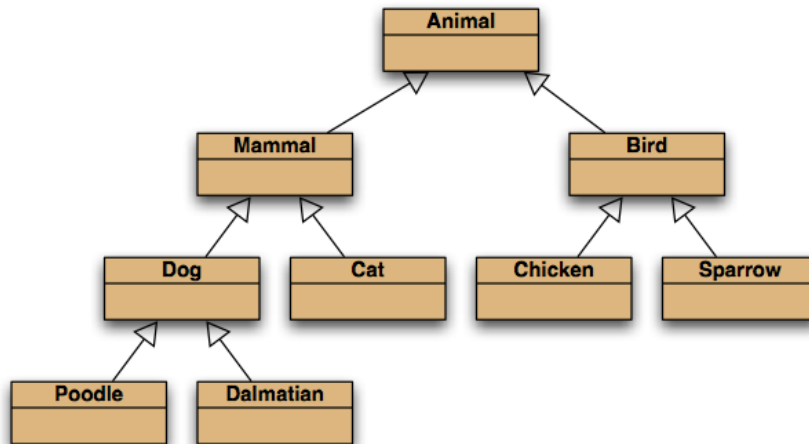 Animal
Mammal
Bird
Dog
Cat
Chicken
Sparrow
Poodle
Dalmatian